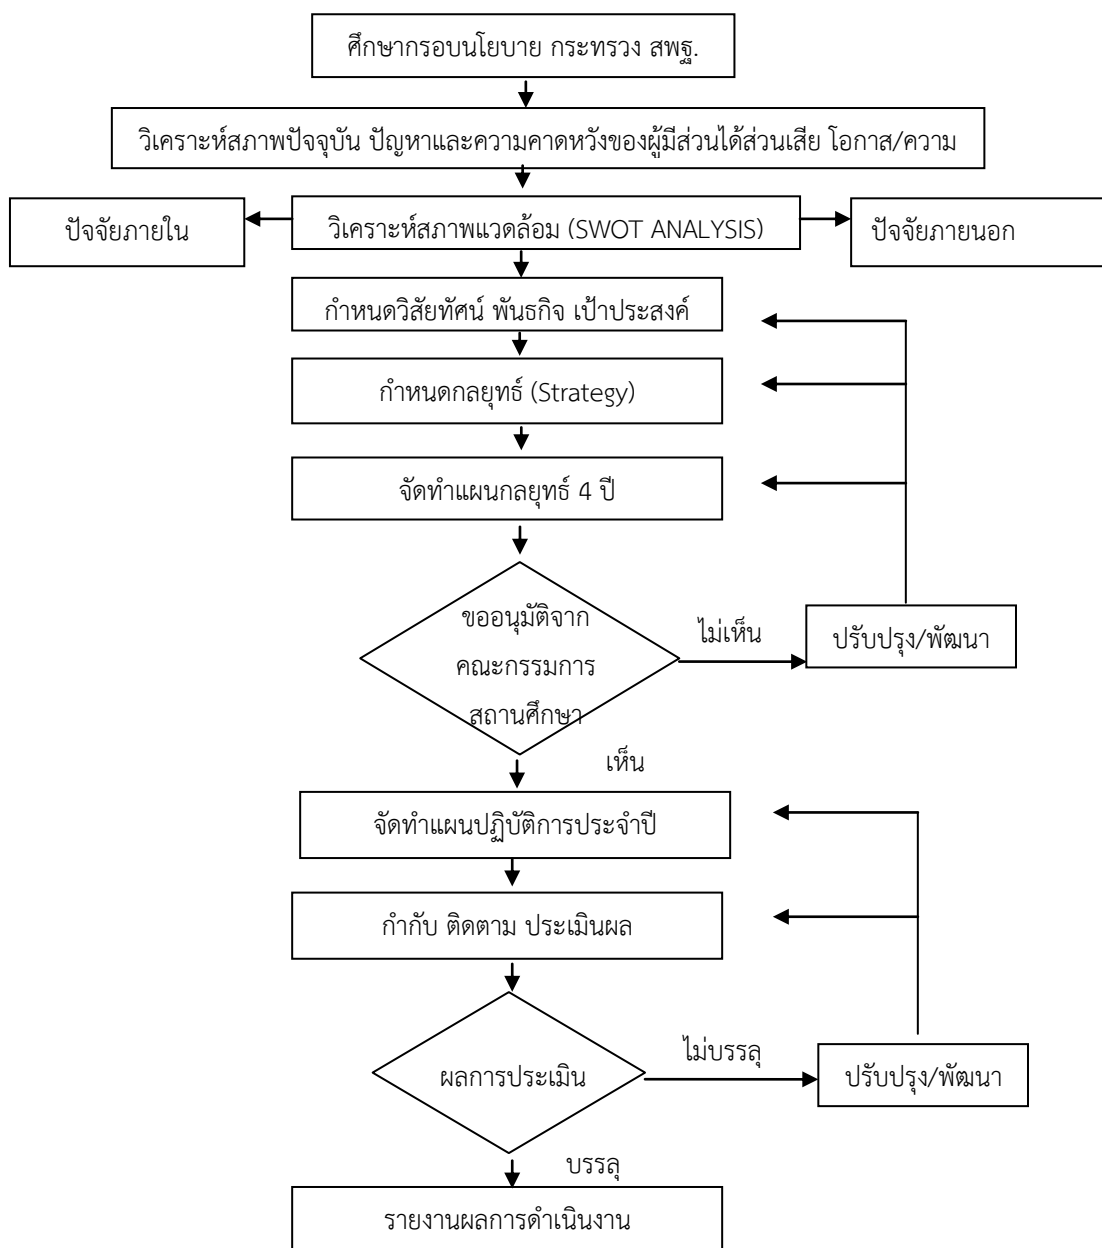 ศึกษากรอบนโยบาย กระทรวง สพฐ.
วิเคราะห์สภาพปัจจุบัน ปัญหาและความคาดหวังของผู้มีส่วนได้ส่วนเสีย โอกาส/ความ
ปัจจัยภายใน
วิเคราะห์สภาพแวดล้อม (SWOT ANALYSIS)
ปัจจัยภายนอก
กำหนดวิสัยทัศน์ พันธกิจ เป้าประสงค์
กำหนดกลยุทธ์ (Strategy)
จัดทำแผนกลยุทธ์ 4 ปี
ขออนุมัติจาก
คณะกรรมการ
สถานศึกษา
ไม่เห็น
ปรับปรุง/พัฒนา
เห็น
จัดทำแผนปฏิบัติการประจำปี
กำกับ ติดตาม ประเมินผล
ผลการประเมิน
ไม่บรรลุ
ปรับปรุง/พัฒนา
บรรลุ
รายงานผลการดำเนินงาน